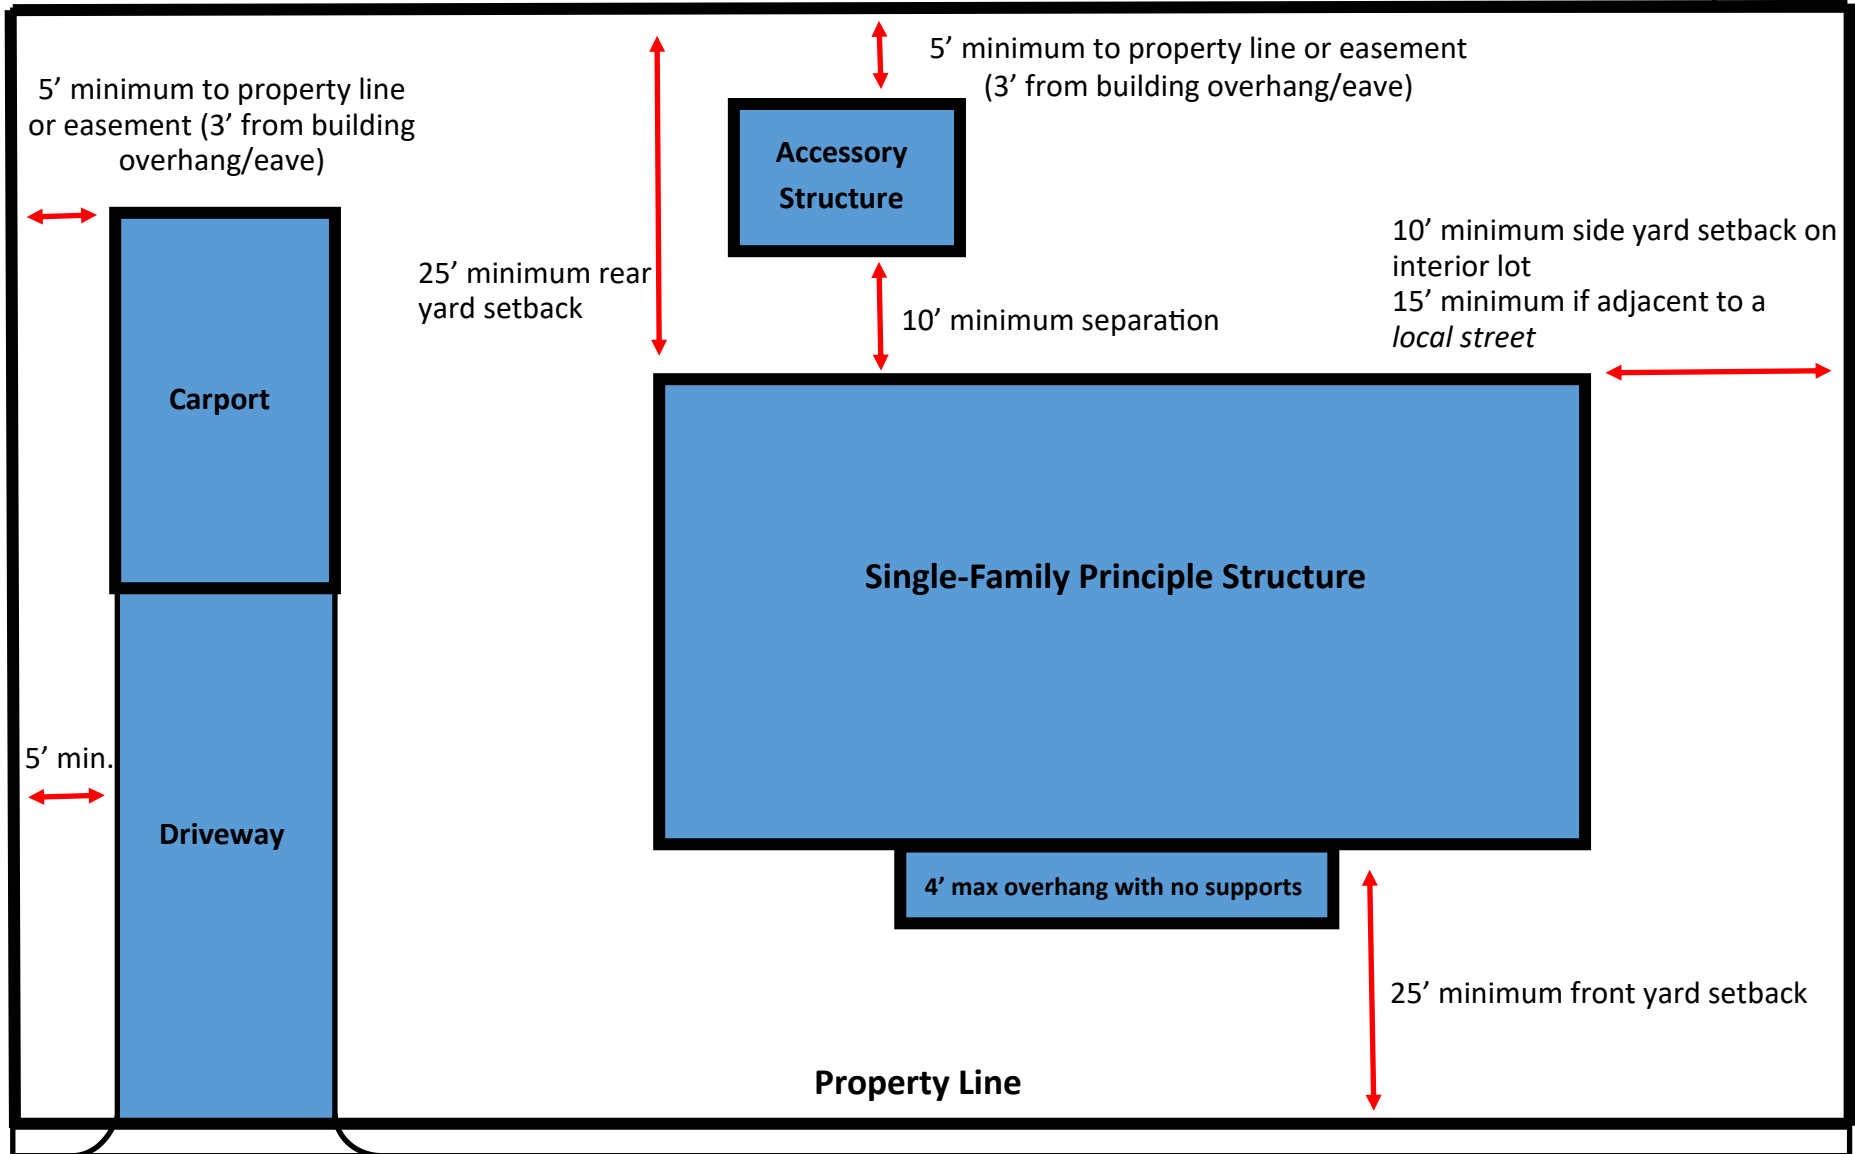 5’ minimum to property line
or easement (3’ from building
overhang/eave)
5’ minimum to property line or easement
(3’ from building overhang/eave)
Accessory
Structure
25’ minimum rear
yard setback
10’ minimum separation
10’ minimum side yard setback on
interior lot
15’ minimum if adjacent to a
local street
Carport
Single-Family Principle Structure
5’ min.
Driveway
4’ max overhang with no supports
25’ minimum front yard setback
Property Line